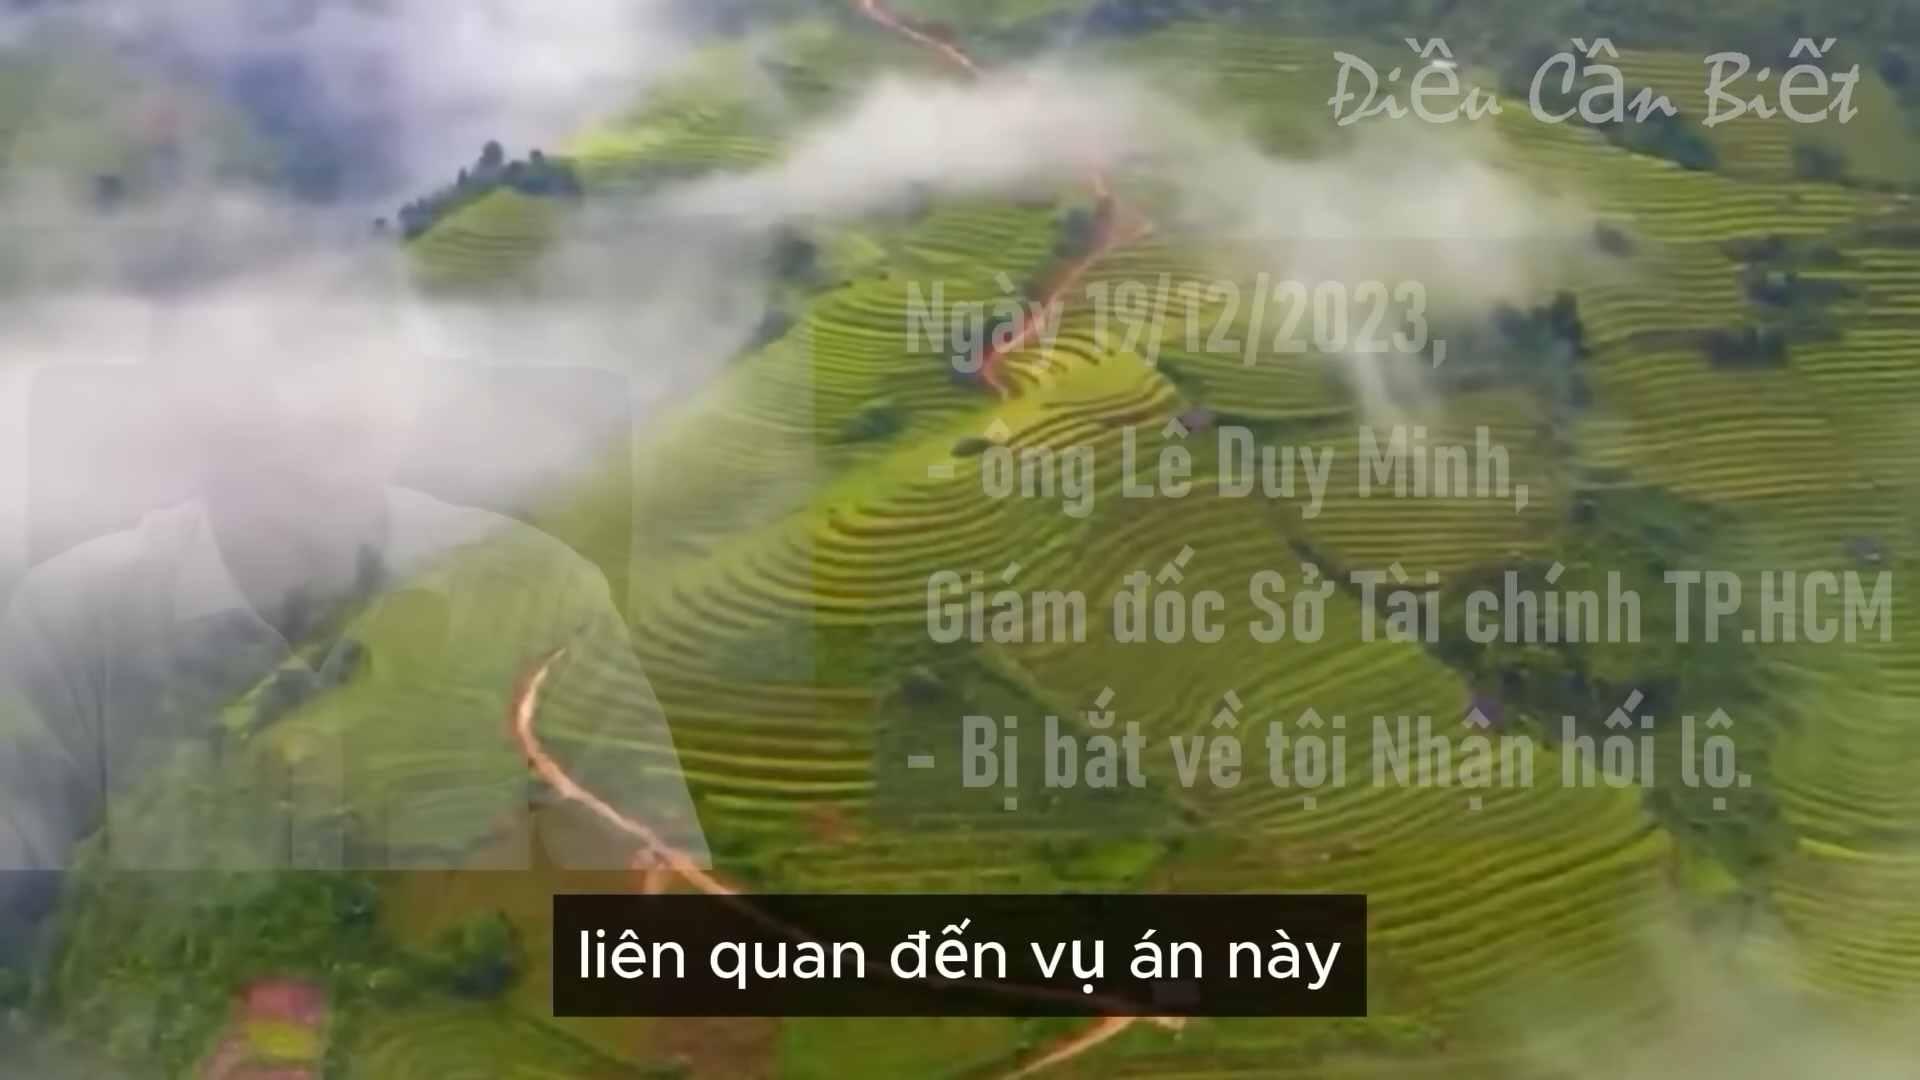 Điều Cần Biết
Ngày 19/12/2023,
- ông Lê Duy Minh,
Giám đốc Sở Tài chính TP.HCM
- Bị bắt về tội Nhận hối lộ.
liên quan đến vụ án này